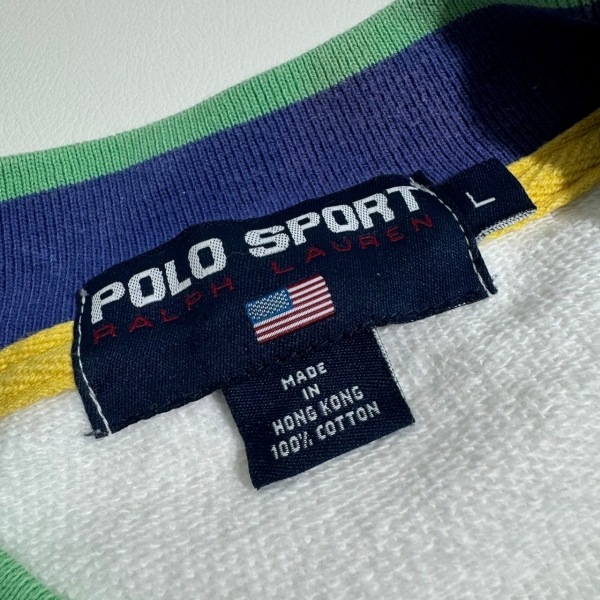 POLO SPORT
RALPH LAUREN
L
MADE
IN
HONG KONG
100% COTTON